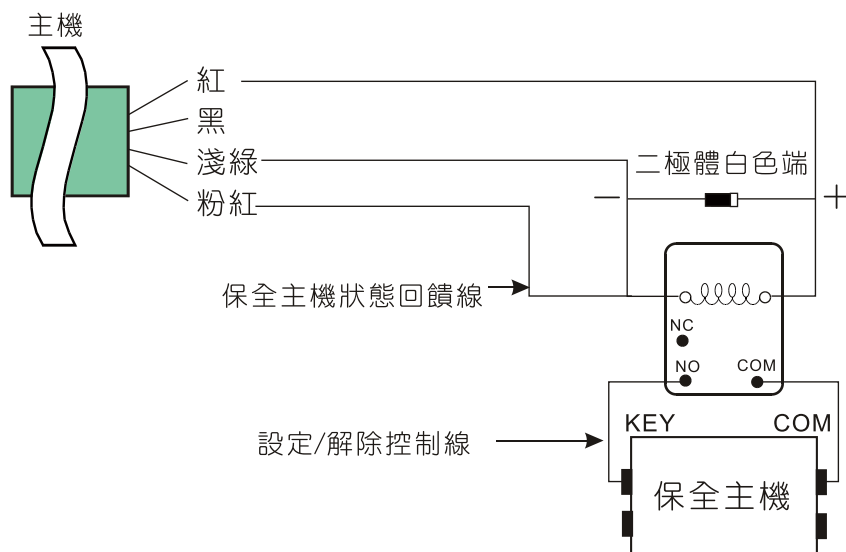 主機
紅
黑
淺綠
二極體白色端
粉紅
− +
保全主機狀態回饋線
NC
NO COM
KEY COM
設定/解除控制線
保全主機